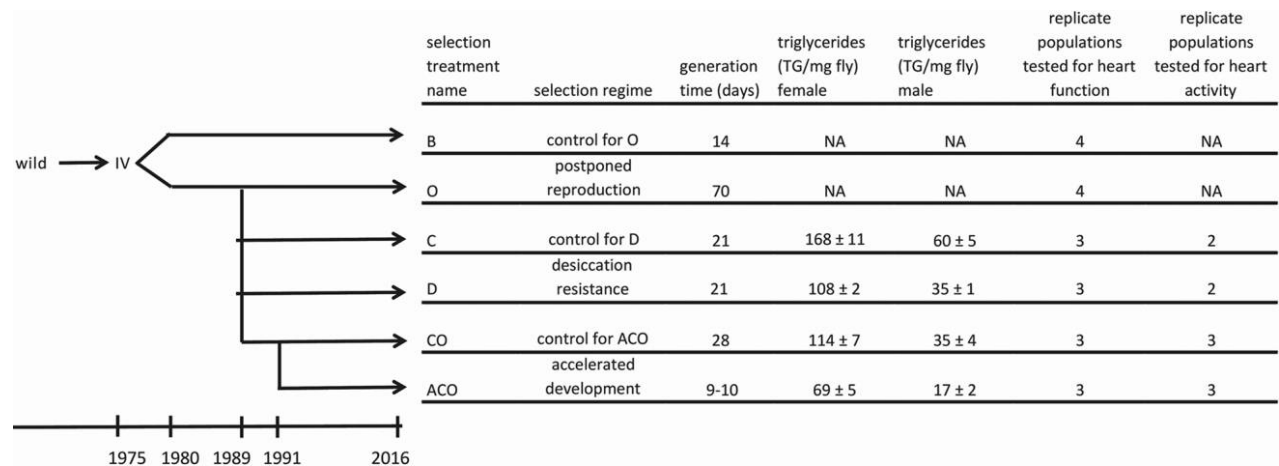 selection treatment name
selection regime
generation time (days)
triglycerides (TG/mg fly) female
triglycerides (TG/mg fly) male
replicate populations tested for heart function
replicate populations tested for heart activity
wild IV
B control for O 14 NA NA 4 NA
O postponed reproduction 70 NA NA 4 NA
C control for D 21 168 ± 11 60 ± 5 3 2
D desiccation resistance 21 108 ± 2 35 ± 1 3 2
CO control for ACO 28 114 ± 7 35 ± 4 3 3
ACO accelerated development 9-10 69 ± 5 17 ± 2 3 3
1975 1980 1989 1991 2016